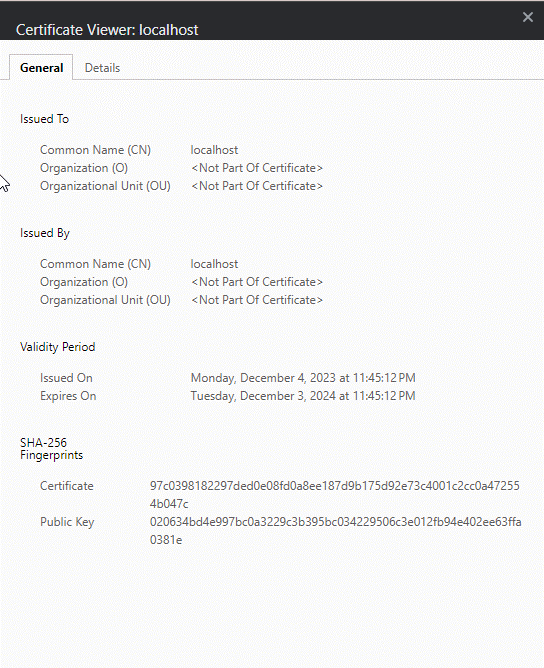 Certificate Viewer: localhost
General Details
Issued To
Common Name (CN) localhost
Organization (O) <Not Part Of Certificate>
Organizational Unit (OU) <Not Part Of Certificate>
Issued By
Common Name (CN) localhost
Organization (O) <Not Part Of Certificate>
Organizational Unit (OU) <Not Part Of Certificate>
Validity Period
Issued On Monday, December 4, 2023 at 11:45:12 PM
Expires On Tuesday, December 3, 2024 at 11:45:12 PM
SHA-256
Fingerprints
Certificate 97c0398182297ded0e08fd0a8ee187d9b175d92e73c4001c2cc0a47255
4b047c
Public Key 020634bd4e997bc0a3229c3b395bc034229506c3e012fb94e402ee63ffa
0381e